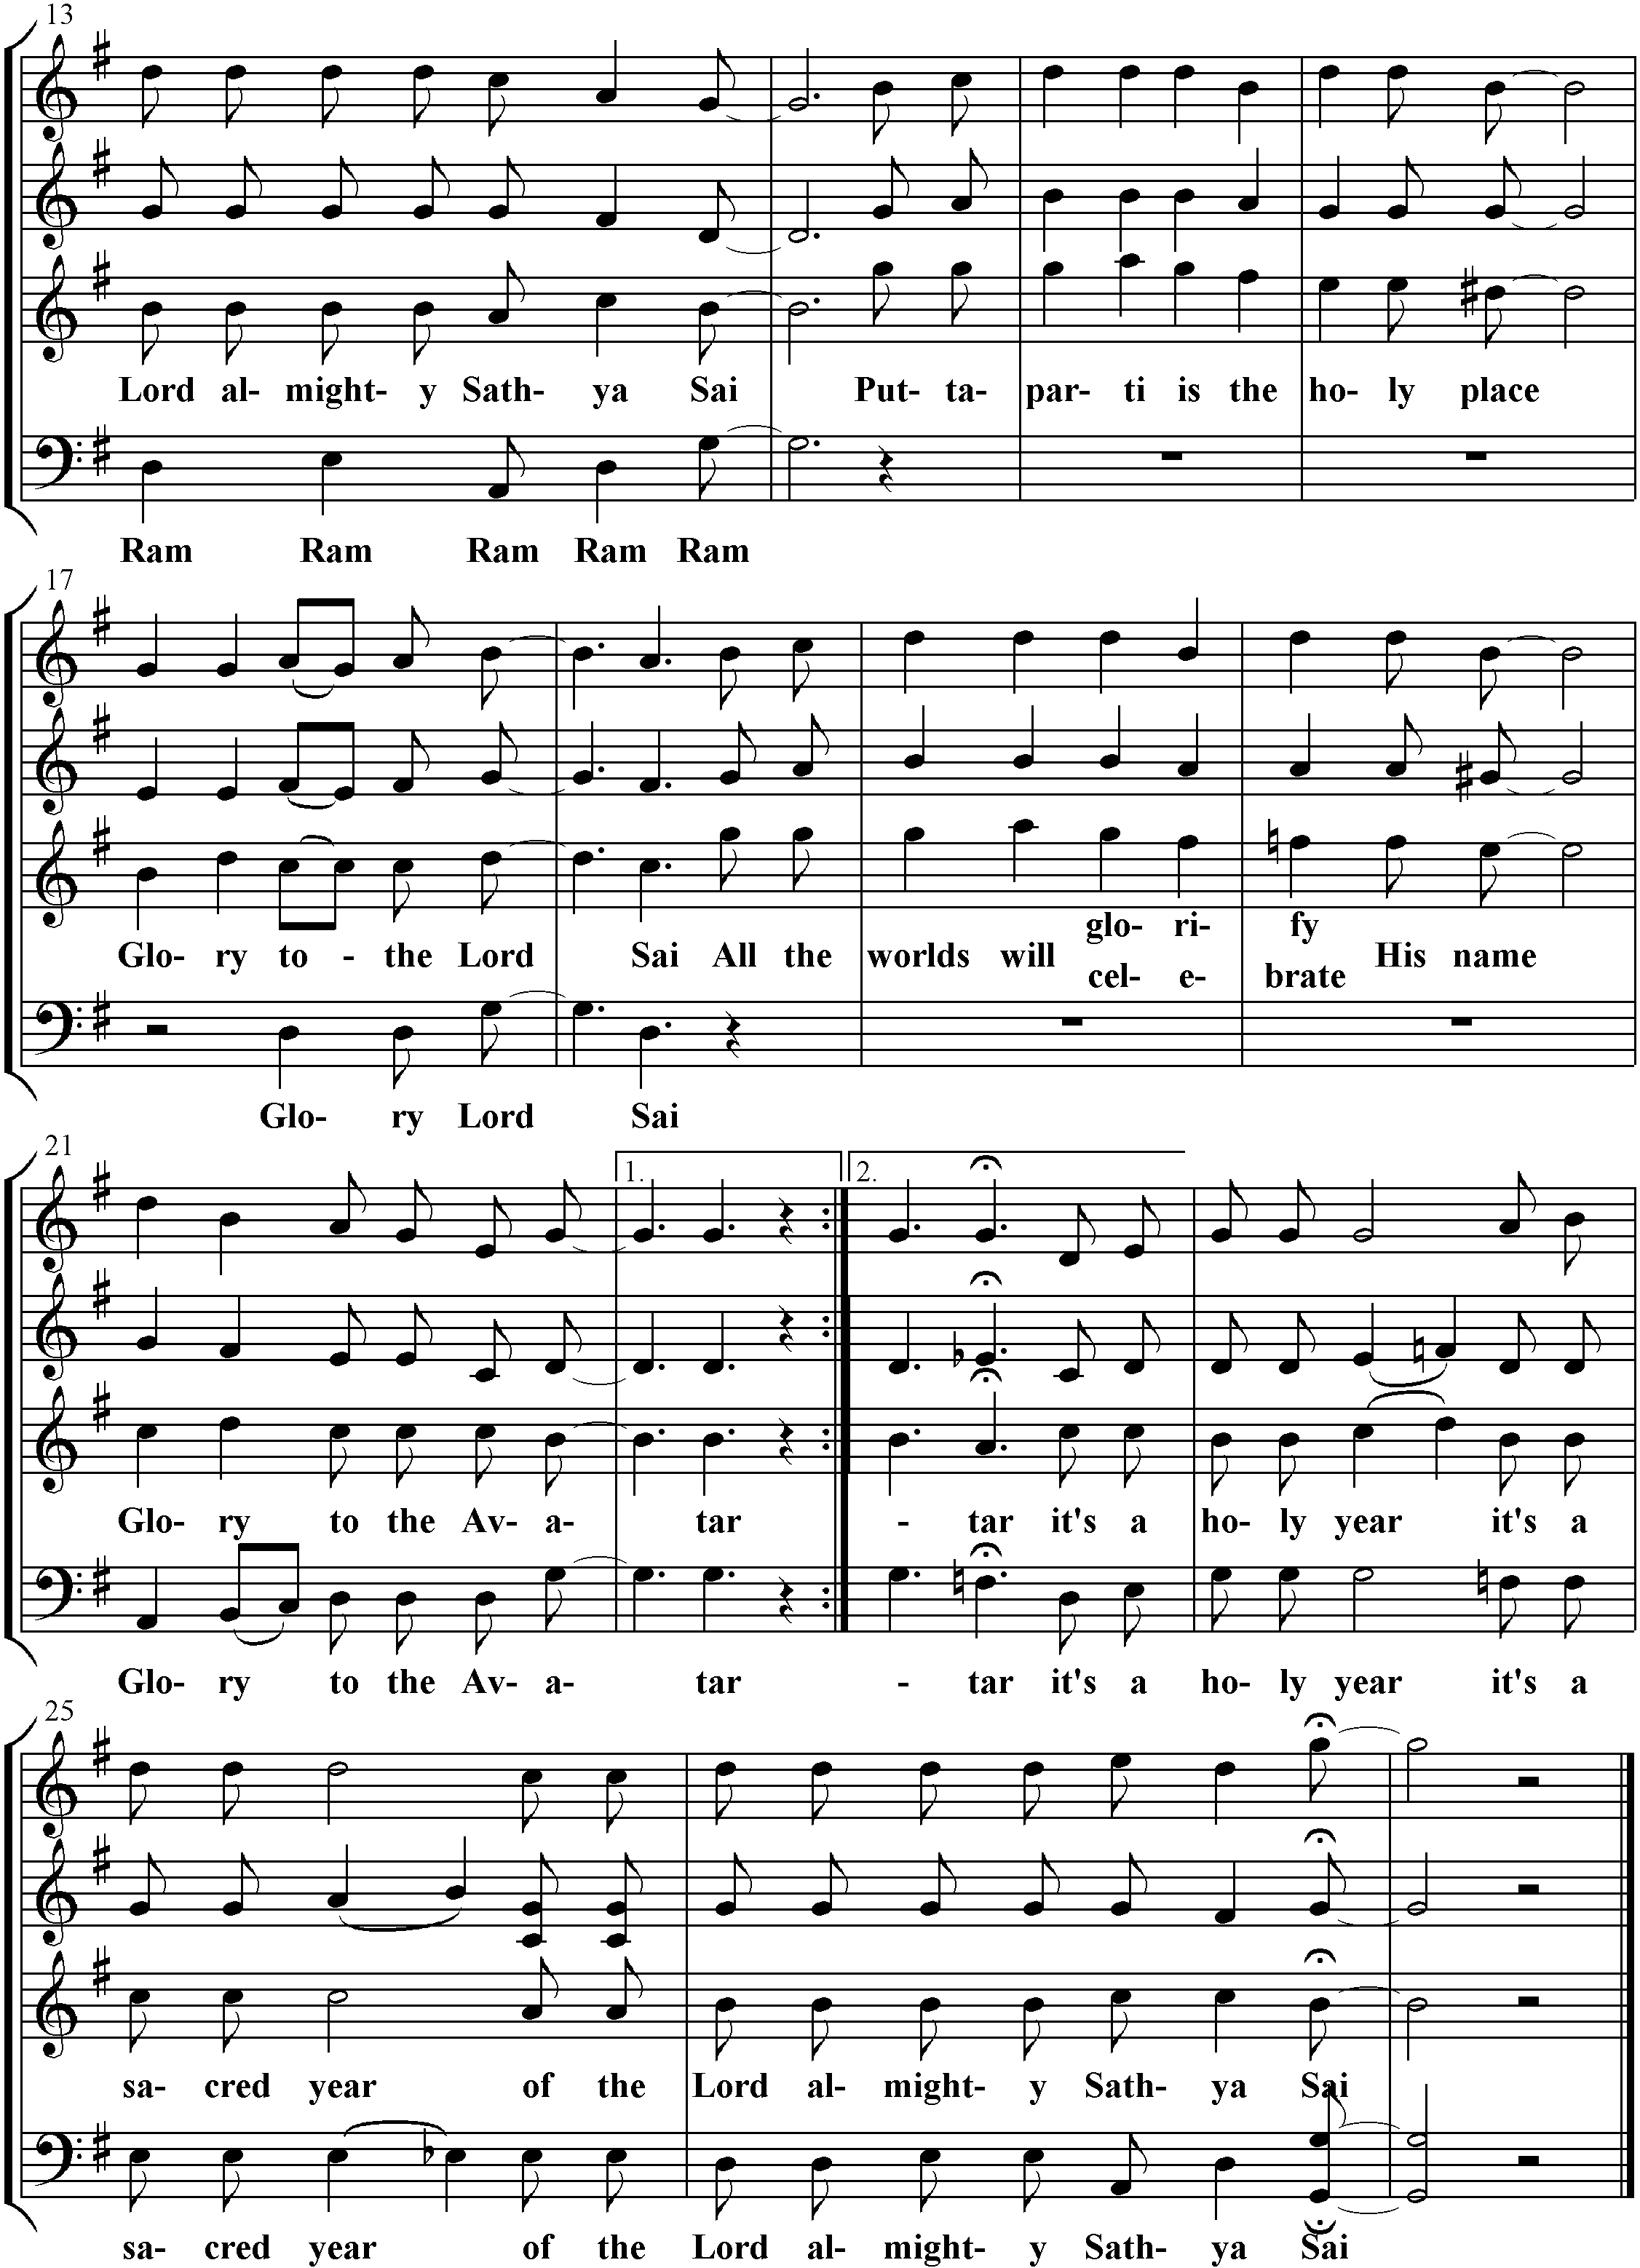 13
Lord al- might- y Sath- ya Sai Put- ta- par- ti is the ho- ly place
Ram Ram Ram Ram Ram
17
glo- ri- fy
Glo- ry to - the Lord Sai All the worlds will His name
cel- e- brate
Glo- ry Lord Sai
21
1. 2.
Glo- ry to the Av- a- tar - tar it's a ho- ly year it's a
Glo- ry to the Av- a- tar - tar it's a ho- ly year it's a
25
sa- cred year of the Lord al- might- y Sath- ya Sai
sa- cred year of the Lord al- might- y Sath- ya Sai